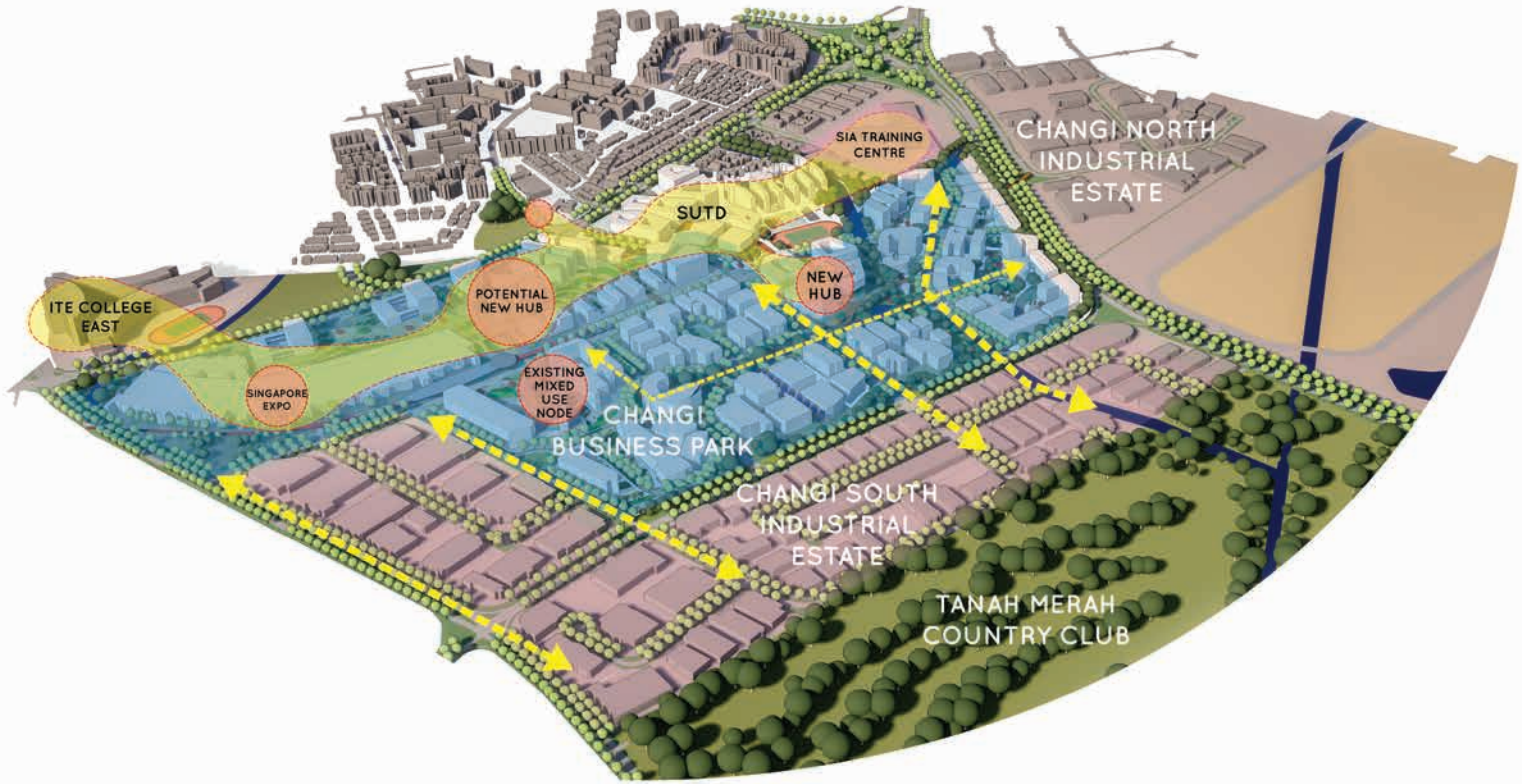 CHANGI NORTH
INDUSTRIAL
ESTATE
SIA TRAINING
CENTRE
SUTD
NEW
HUB
POTENTIAL
NEW HUB
ITE COLLEGE
EAST
SINGAPORE
EXPO
EXISTING
MIXED
USE
NODE
CHANGI
BUSINESS PARK
CHANGI SOUTH
INDUSTRIAL
ESTATE
TANAH MERAH
COUNTRY CLUB